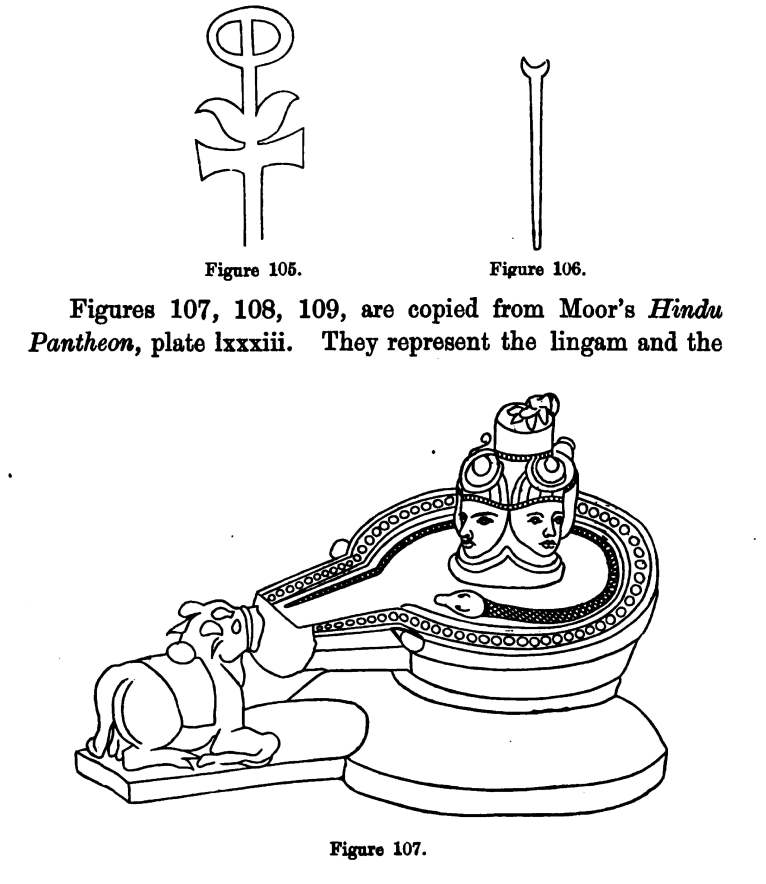 Figure 105.
Figure 106.
Figures 107, 108, 109, are copied from Moor's Hindu
Pantheon, plate lxxxiii. They represent the lingam and the
Figure 107.